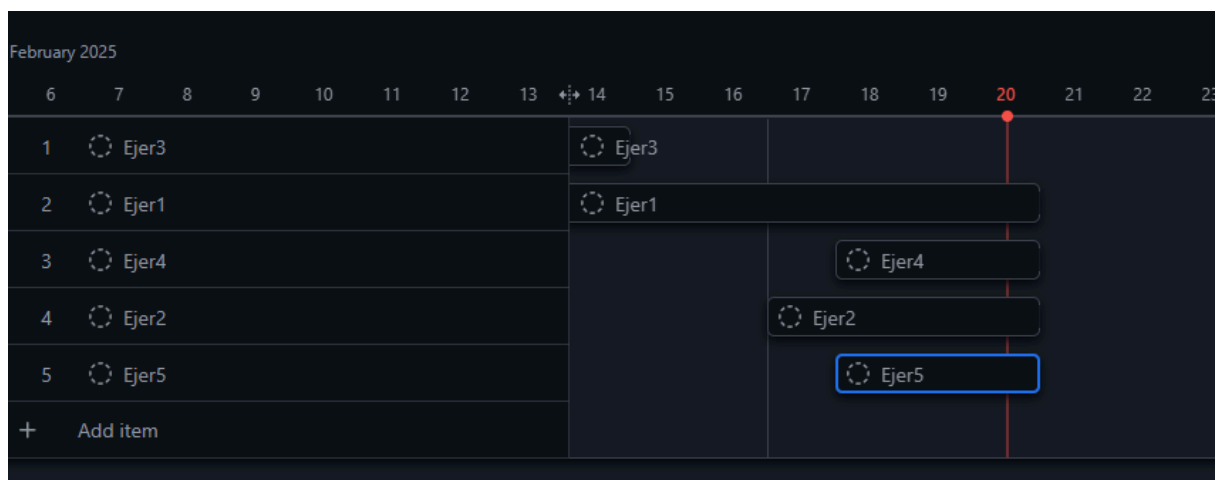 February 2025
6 7 8 9 10 11 12 13 14 15 16 17 18 19 20 21 22
1 Ejer3 Ejer3
2 Ejer1 Ejer1
3 Ejer4 Ejer4
4 Ejer2 Ejer2
5 Ejer5 Ejer5
+ Add item